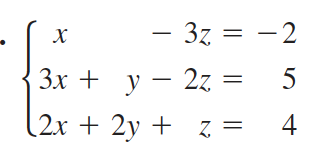 . x - 3z = -2
3x + y - 2z = 5
2x + 2y + z = 4